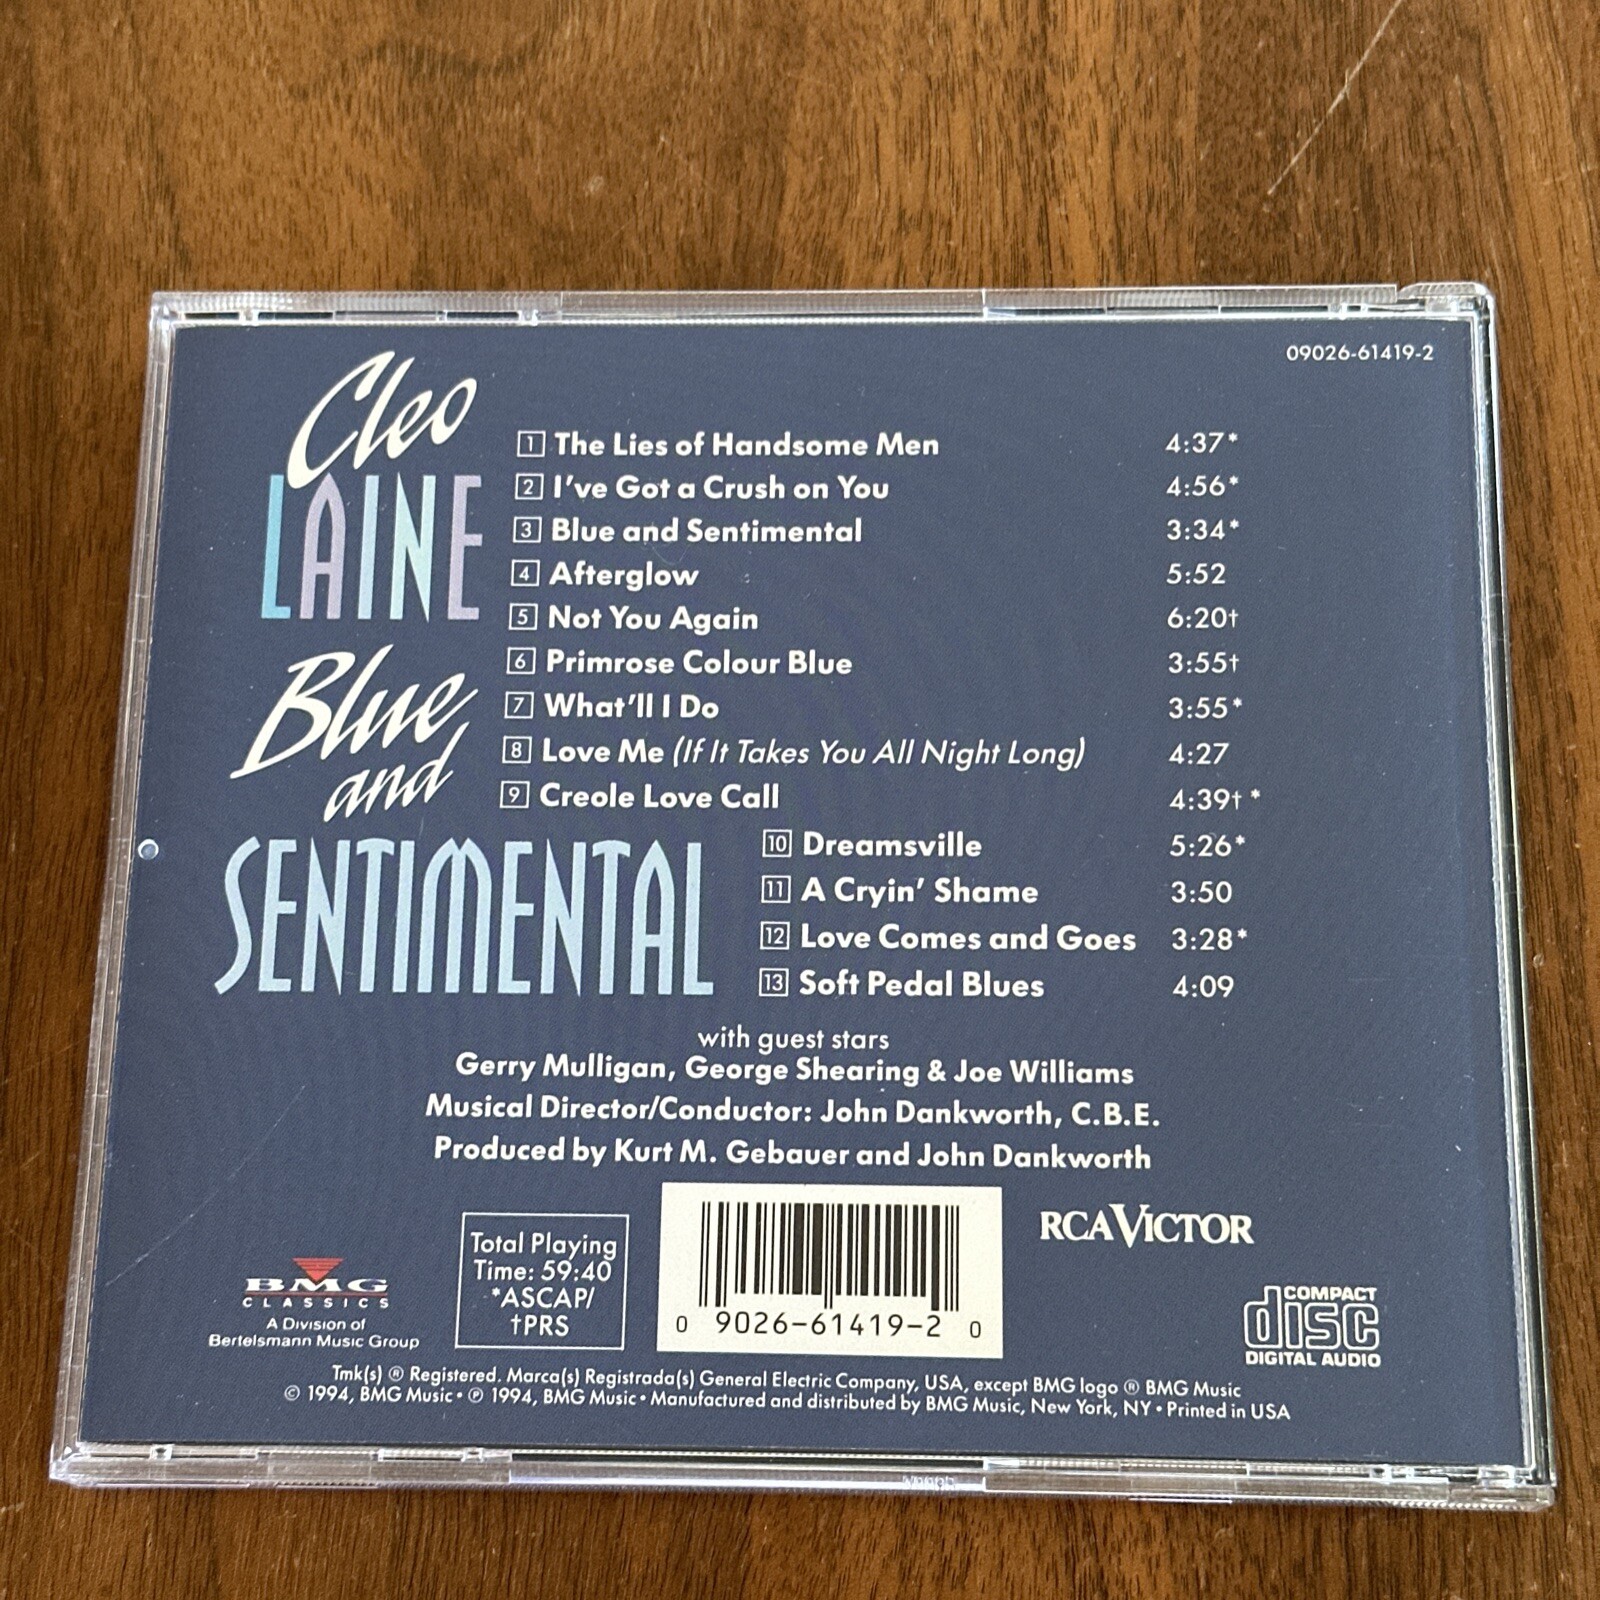 09026-61419-2
Cleo
LAINE
Blue
and
SENTIMENTAL
1 The Lies of Handsome Men 4:37*
2 I've Got a Crush on You 4:56*
3 Blue and Sentimental 3:34*
4 Afterglow 5:52
5 Not You Again 6:20†
6 Primrose Colour Blue 3:55†
7 What'll I Do 3:55*
8 Love Me (If It Takes You All Night Long) 4:27
9 Creole Love Call 4:39† *
10 Dreamsville 5:26*
11 A Cryin' Shame 3:50
12 Love Comes and Goes 3:28*
13 Soft Pedal Blues 4:09
with guest stars
Gerry Mulligan, George Shearing & Joe Williams
Musical Director/Conductor: John Dankworth, C.B.E.
Produced by Kurt M. Gebauer and John Dankworth
BMG
CLASSICS
A Division of
Bertelsmann Music Group
Total Playing
Time: 59:40
*ASCAP/
†PRS
0 9026-61419-2 0
RCA VICTOR
COMPACT
disc
DIGITAL AUDIO
Tmk(s) ® Registered. Marca(s) Registrada(s) General Electric Company, USA, except BMG logo ® BMG Music
© 1994, BMG Music • ℗ 1994, BMG Music • Manufactured and distributed by BMG Music, New York, NY • Printed in USA